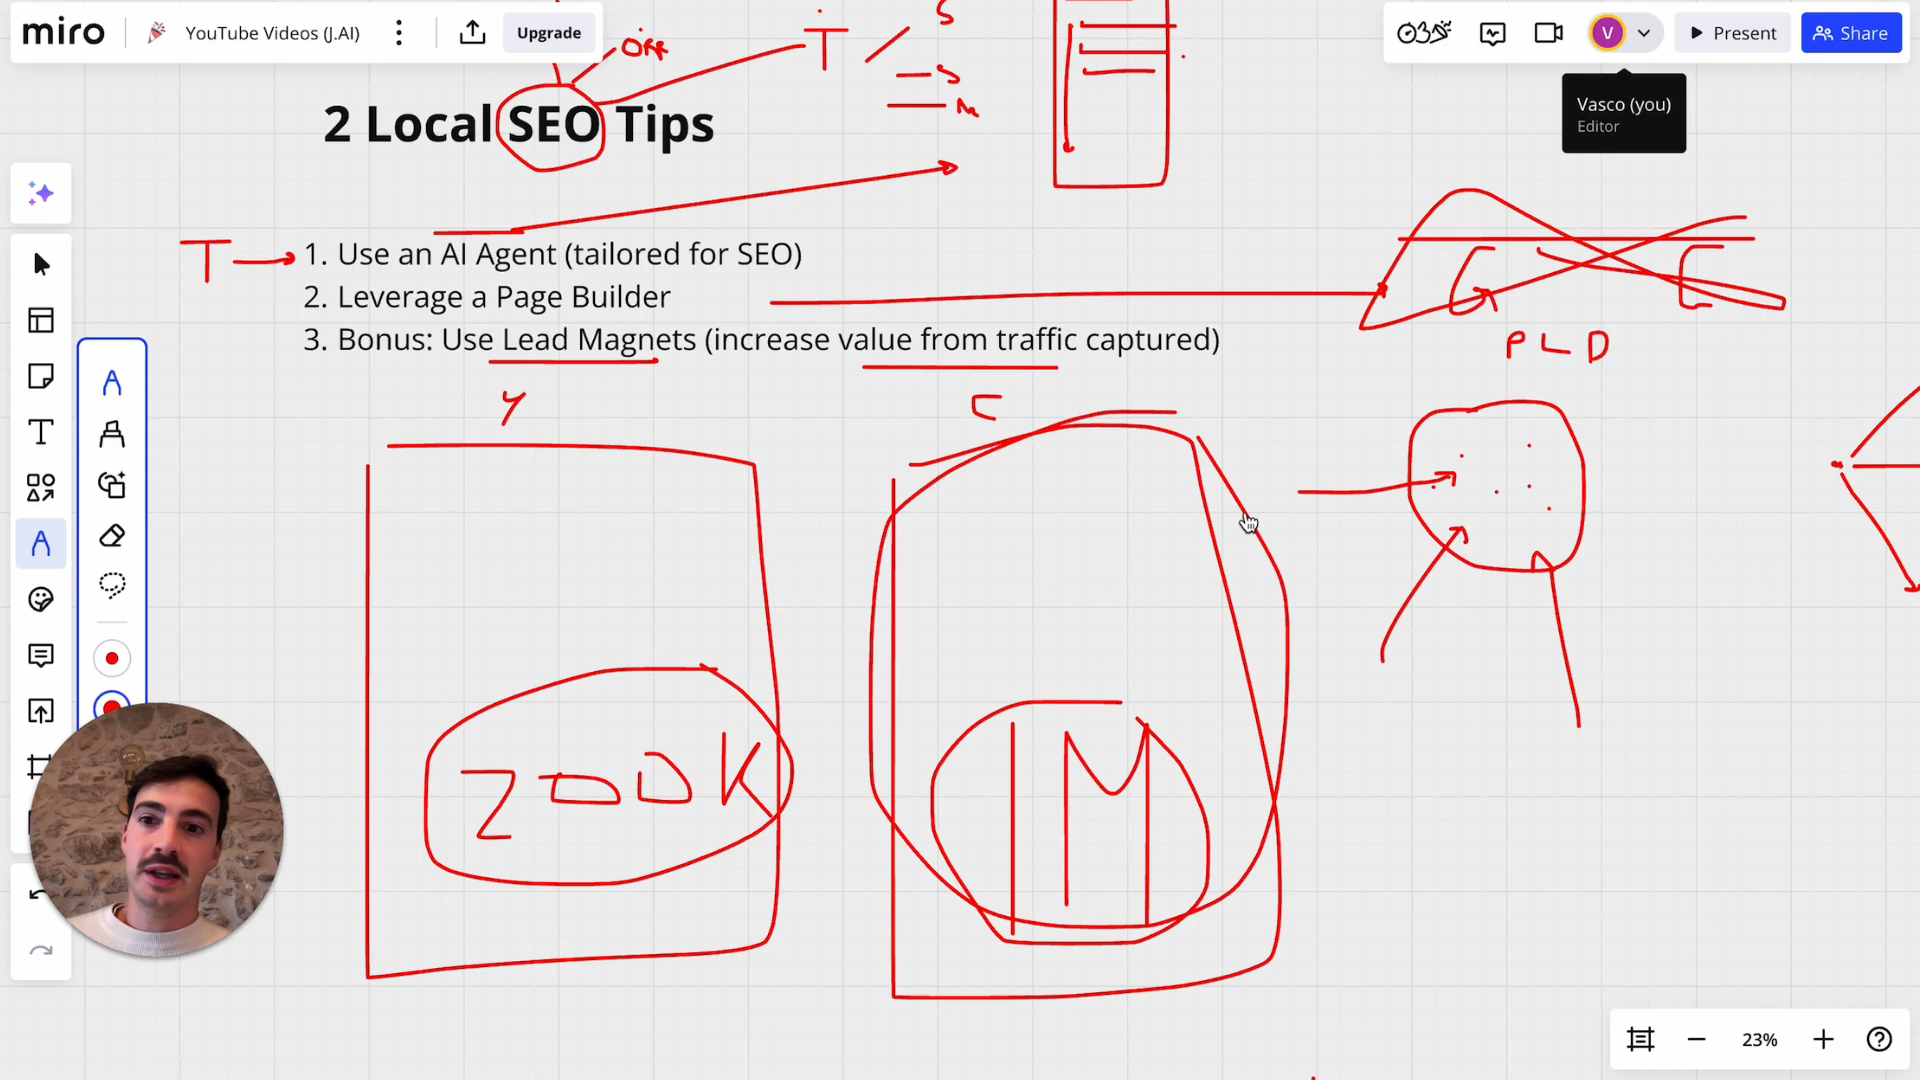 miro
YouTube Videos (J.AI)
Upgrade
V
Present
Share
Vasco (you)
Editor
OFF
T
S
S
2 Local SEO Tips
T
1. Use an AI Agent (tailored for SEO)
2. Leverage a Page Builder
3. Bonus: Use Lead Magnets (increase value from traffic captured)
P L D
Y
C
200K
1M
23%